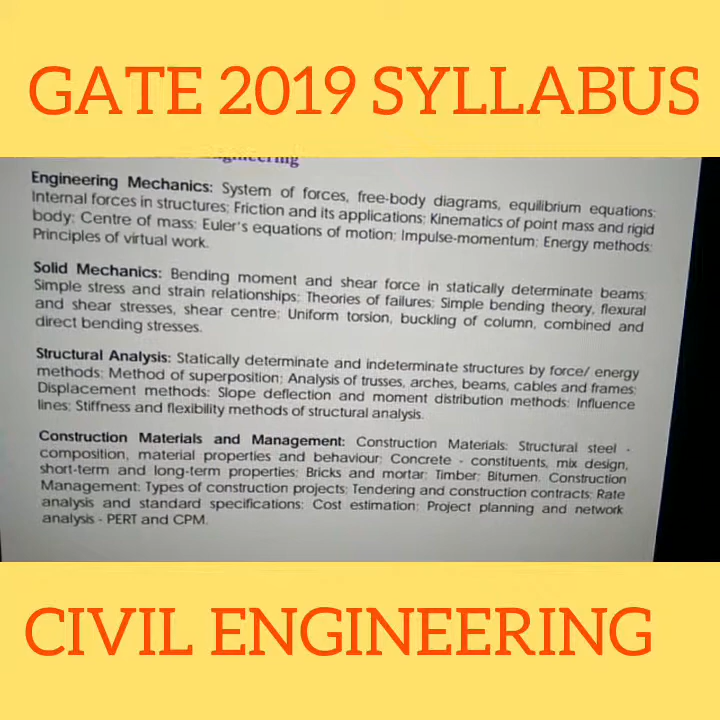 GATE 2019 SYLLABUS
Engineering Mechanics: System of forces, free-body diagrams, equilibrium equations;
Internal forces in structures; Friction and its applications; Kinematics of point mass and rigid
body; Centre of mass; Euler's equations of motion; Impulse-momentum; Energy methods;
Principles of virtual work.
Solid Mechanics: Bending moment and shear force in statically determinate beams;
Simple stress and strain relationships; Theories of failures; Simple bending theory, flexural
and shear stresses, shear centre; Uniform torsion, buckling of column, combined and
direct bending stresses.
Structural Analysis: Statically determinate and indeterminate structures by force/ energy
methods; Method of superposition; Analysis of trusses, arches, beams, cables and frames;
Displacement methods: Slope deflection and moment distribution methods; Influence
lines; Stiffness and flexibility methods of structural analysis.
Construction Materials and Management: Construction Materials: Structural steel -
composition, material properties and behaviour; Concrete - constituents, mix design,
short-term and long-term properties; Bricks and mortar; Timber; Bitumen. Construction
Management: Types of construction projects; Tendering and construction contracts; Rate
analysis and standard specifications; Cost estimation; Project planning and network
analysis - PERT and CPM.
CIVIL ENGINEERING